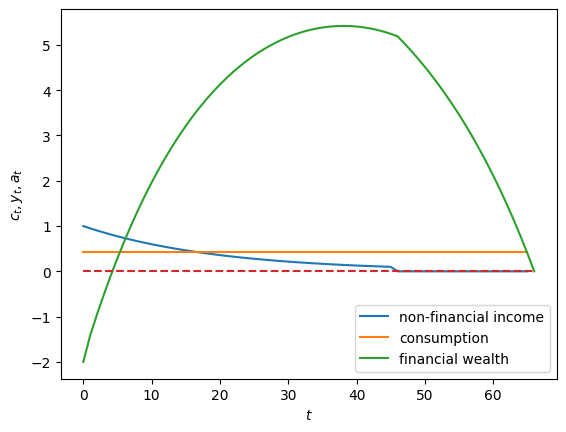 5
4
3
2
1
0
−1
−2
c_t, y_t, a_t
0 10 20 30 40 50 60
t
non-financial income
consumption
financial wealth